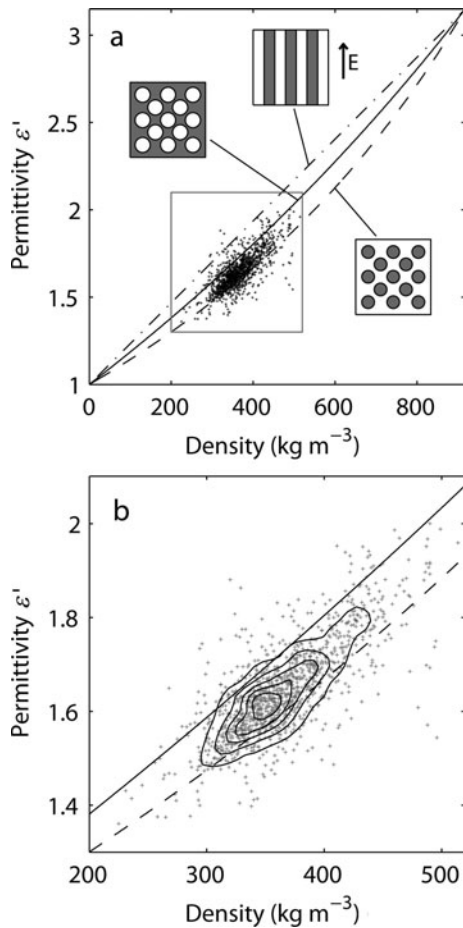 a
E
3
2.5
2
1.5
1
Permittivity ε'
0
200
400
600
800
Density (kg m⁻³)
b
2
1.8
1.6
1.4
Permittivity ε'
200
300
400
500
Density (kg m⁻³)